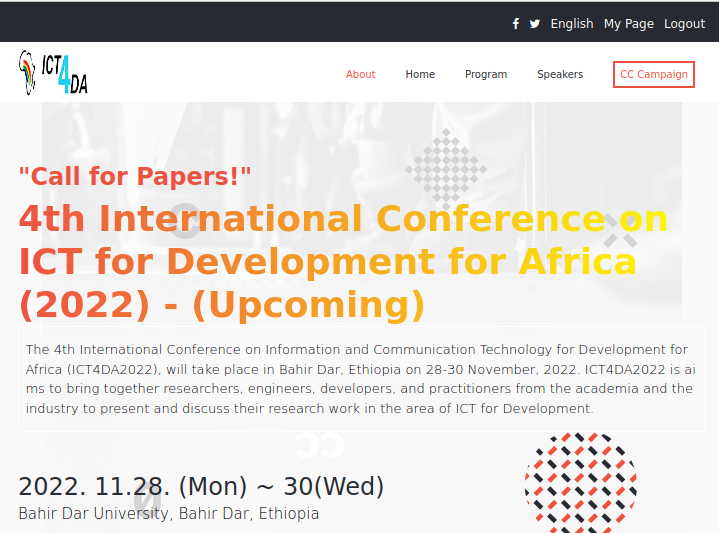 English My Page Logout
ICT4DA
About Home Program Speakers CC Campaign
"Call for Papers!"
4th International Conference on
ICT for Development for Africa
(2022) - (Upcoming)
The 4th International Conference on Information and Communication Technology for Development for
Africa (ICT4DA2022), will take place in Bahir Dar, Ethiopia on 28-30 November, 2022. ICT4DA2022 is ai
ms to bring together researchers, engineers, developers, and practitioners from the academia and the
industry to present and discuss their research work in the area of ICT for Development.
2022. 11.28. (Mon) ~ 30(Wed)
Bahir Dar University, Bahir Dar, Ethiopia